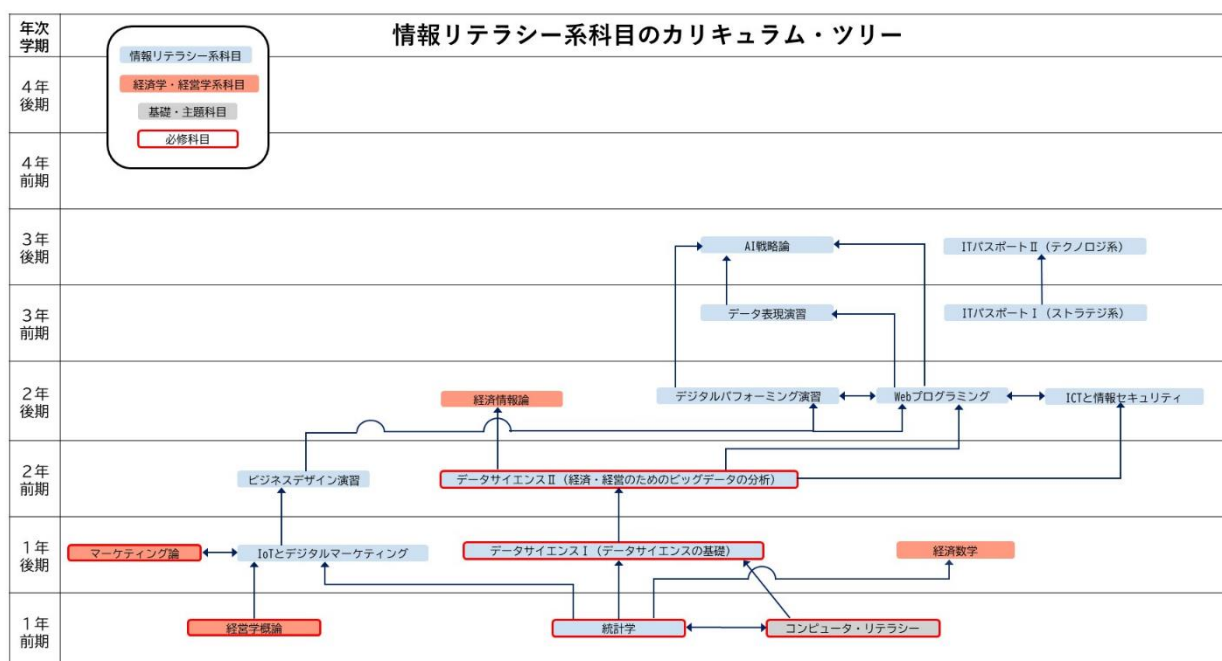 年次
学期
情報リテラシー系科目のカリキュラム・ツリー
情報リテラシー系科目
経済学・経営学系科目
基礎・主題科目
必修科目
4年
後期
4年
前期
3年
後期
AI戦略論
ITパスポートⅡ(テクノロジ系)
3年
前期
データ表現演習
ITパスポートⅠ(ストラテジ系)
2年
後期
経済情報論
デジタルパフォーミング演習
Webプログラミング
ICTと情報セキュリティ
2年
前期
ビジネスデザイン演習
データサイエンスⅡ(経済・経営のためのビッグデータの分析)
1年
後期
マーケティング論
IoTとデジタルマーケティング
データサイエンスⅠ(データサイエンスの基礎)
経済数学
1年
前期
経営学概論
統計学
コンピュータ・リテラシー